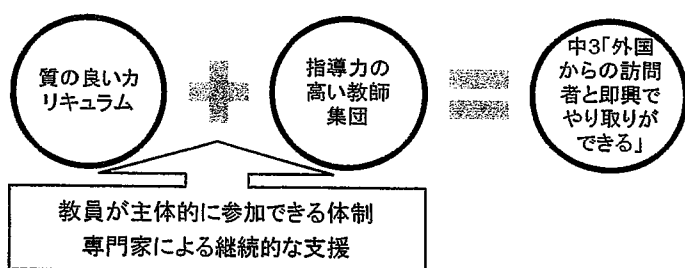 質の良いカ
リキュラム
指導力の
高い教師
集団
中3「外国
からの訪問
者と即興で
やり取りが
できる」
教員が主体的に参加できる体制
専門家による継続的な支援